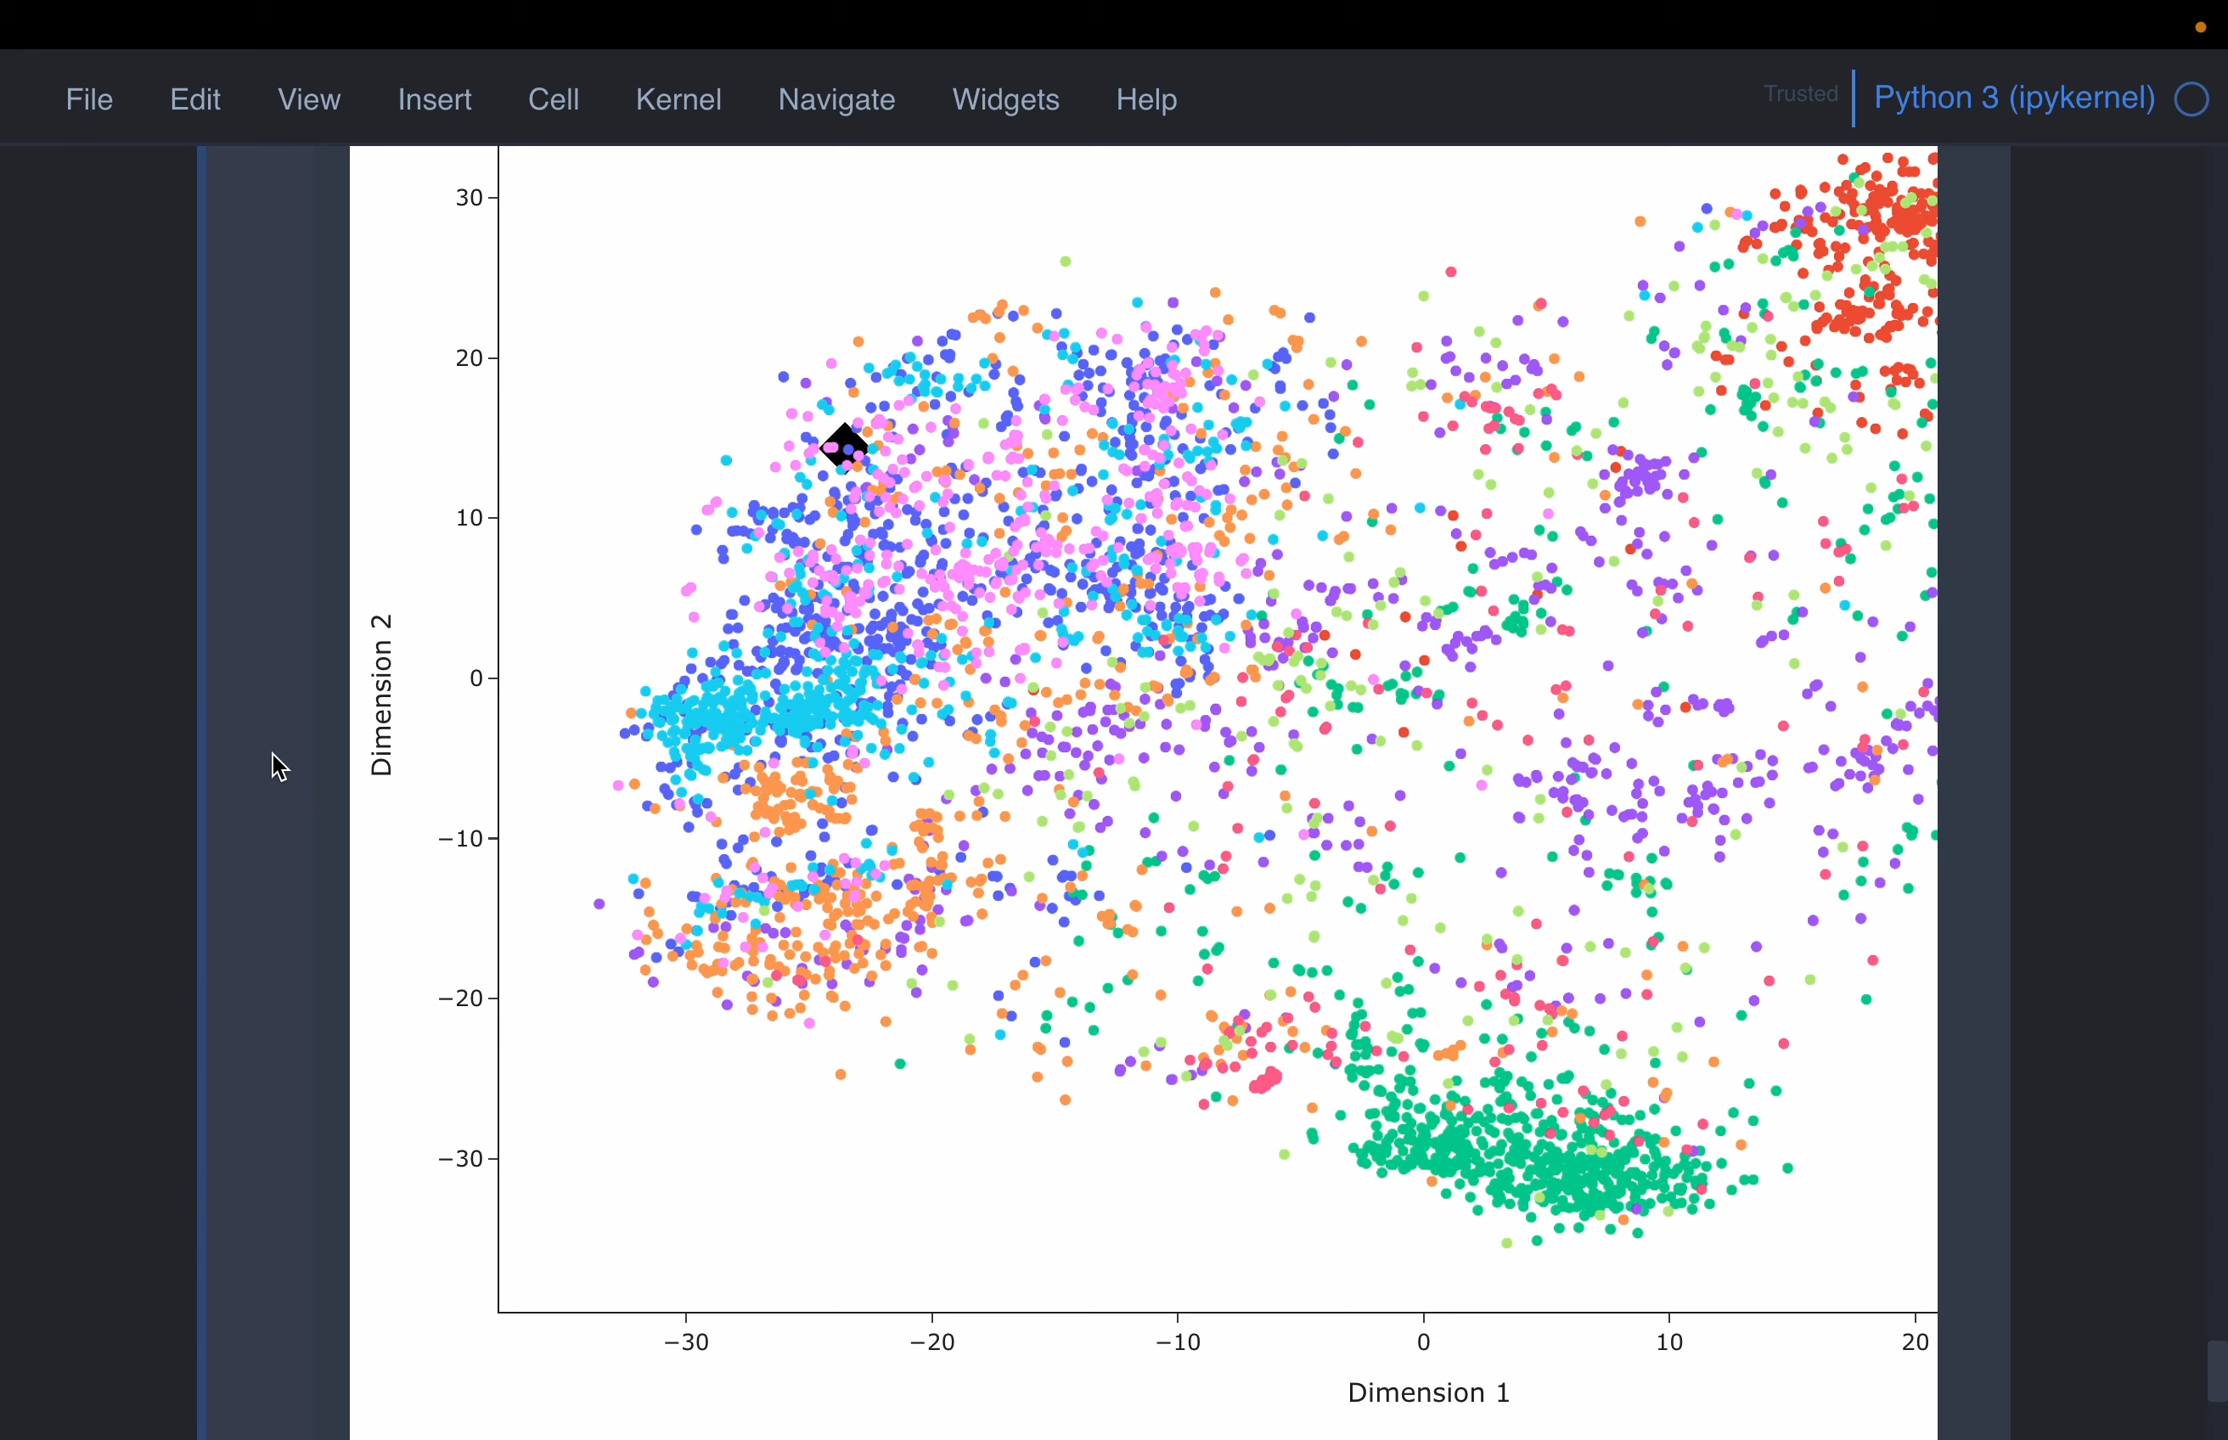 File Edit View Insert Cell Kernel Navigate Widgets Help Trusted Python 3 (ipykernel)
30
20
10
0
−10
−20
−30
Dimension 2
−30 −20 −10 0 10 20
Dimension 1